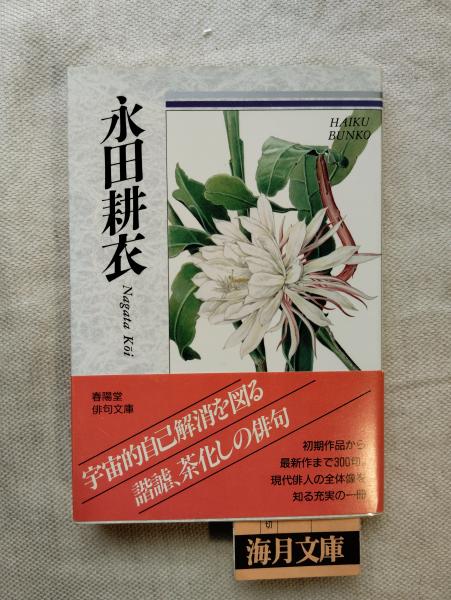 HAIKU
BUNKO
永田耕衣
Nagata Kōi
春陽堂
俳句文庫
宇宙的自己解消を図る
諧謔、茶化しの俳句
初期作品から
最新作まで300句。
現代俳人の全体像を
知る充実の一冊
切
海月文庫